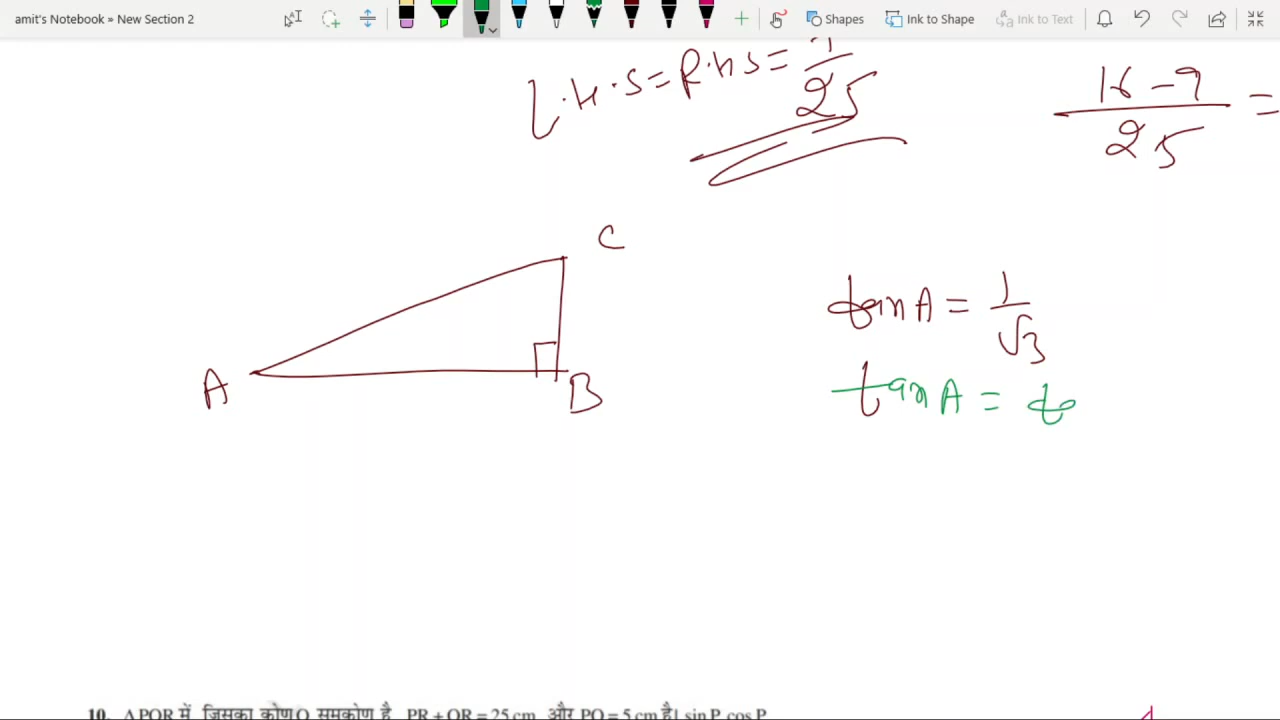 amit's Notebook » New Section 2
Shapes
Ink to Shape
Ink to Text
L.H.S = R.h S = 7/25
16 - 9 / 25 =
C
A
B
tan A = 1/√3
tan A = t
10. Δ PQR में, जिसका कोण Q समकोण है, PR + QR = 25 cm और PQ = 5 cm है। sin P, cos P